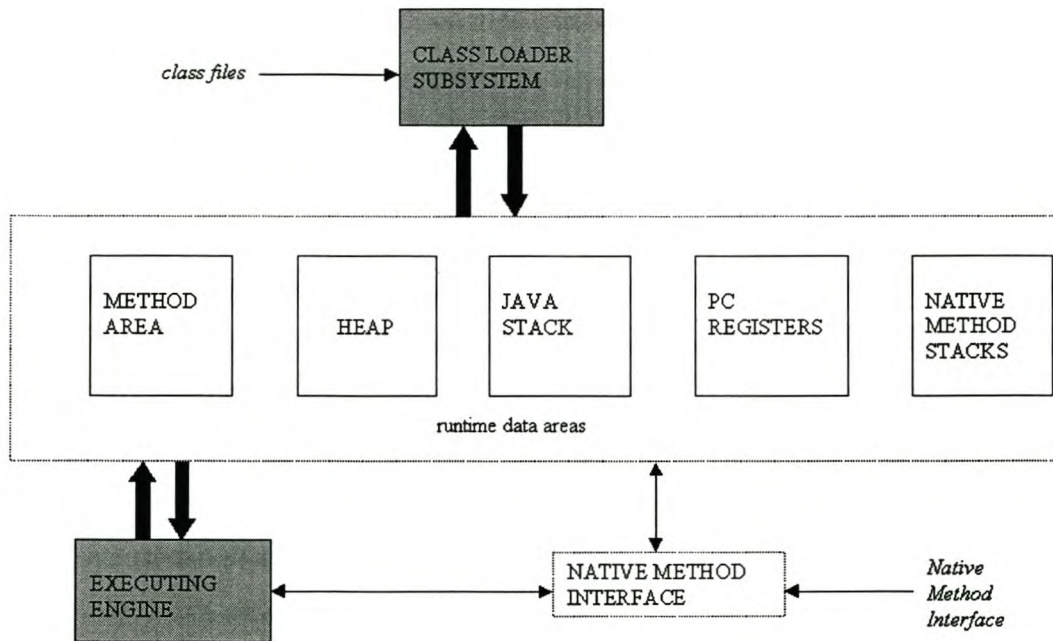 class files
CLASS LOADER
SUBSYSTEM
METHOD
AREA
HEAP
JAVA
STACK
PC
REGISTERS
NATIVE
METHOD
STACKS
runtime data areas
EXECUTING
ENGINE
NATIVE METHOD
INTERFACE
Native
Method
Interface